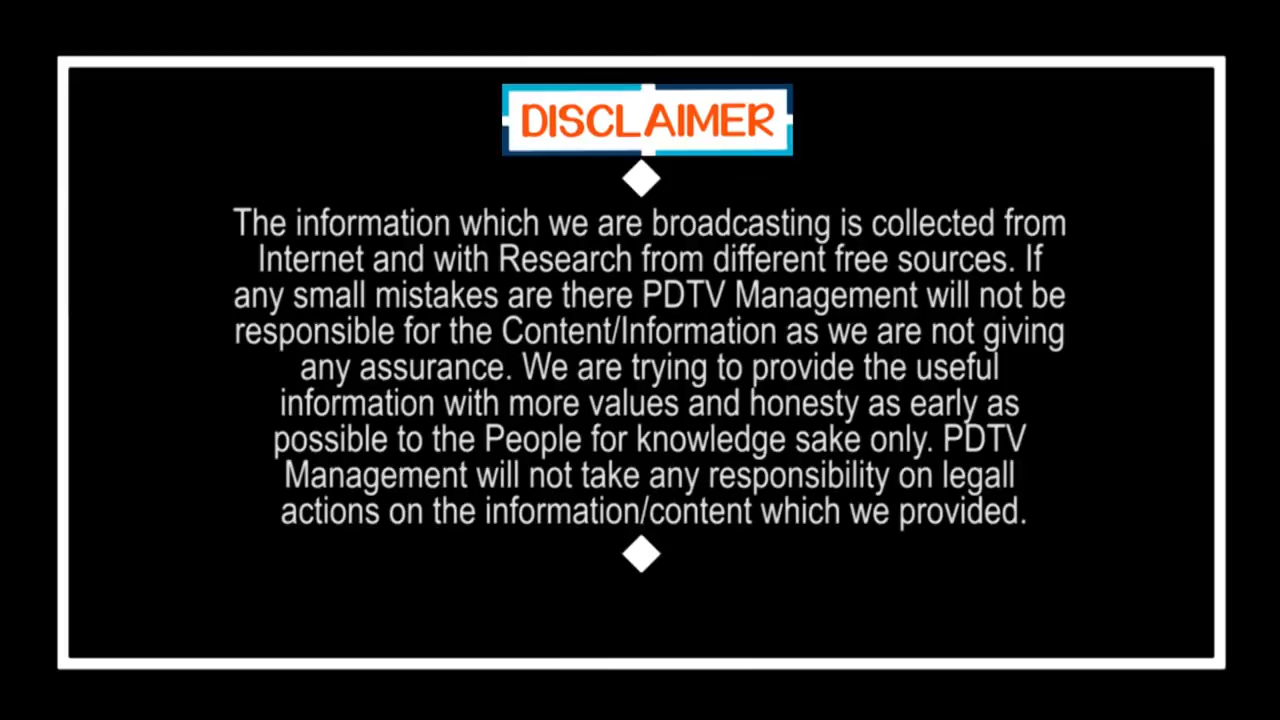 DISCLAIMER
The information which we are broadcasting is collected from
Internet and with Research from different free sources. If
any small mistakes are there PDTV Management will not be
responsible for the Content/Information as we are not giving
any assurance. We are trying to provide the useful
information with more values and honesty as early as
possible to the People for knowledge sake only. PDTV
Management will not take any responsibility on legall
actions on the information/content which we provided.